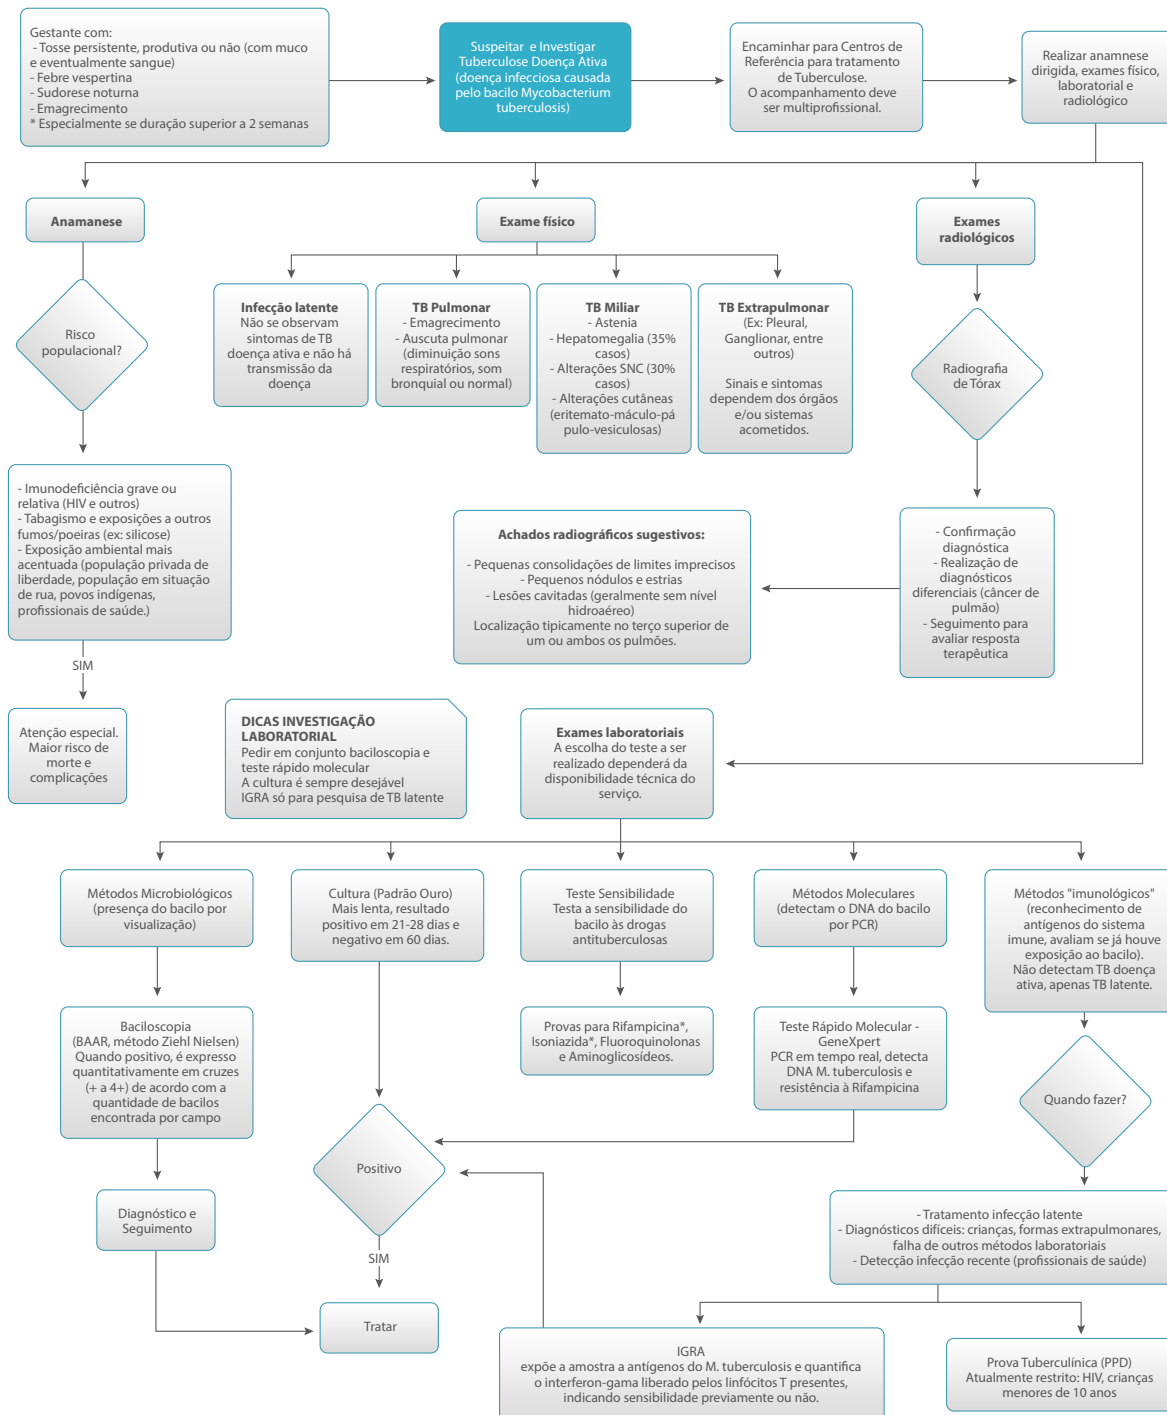 Gestante com:
- Tosse persistente, produtiva ou não (com muco
e eventualmente sangue)
- Febre vespertina
- Sudorese noturna
- Emagrecimento
* Especialmente se duração superior a 2 semanas
Suspeitar e Investigar
Tuberculose Doença Ativa
(doença infecciosa causada
pelo bacilo Mycobacterium
tuberculosis)
Encaminhar para Centros de
Referência para tratamento
de Tuberculose.
O acompanhamento deve
ser multiprofissional.
Realizar anamnese
dirigida, exames físico,
laboratorial e
radiológico
Anamanese
Exame físico
Exames
radiológicos
Risco
populacional?
Infecção latente
Não se observam
sintomas de TB
doença ativa e não há
transmissão da
doença
TB Pulmonar
- Emagrecimento
- Auscuta pulmonar
(diminuição sons
respiratórios, som
bronquial ou normal)
TB Miliar
- Astenia
- Hepatomegalia (35%
casos)
- Alterações SNC (30%
casos)
- Alterações cutâneas
(eritemato-máculo-pá
pulo-vesiculosas)
TB Extrapulmonar
(Ex: Pleural,
Ganglionar, entre
outros)
Sinais e sintomas
dependem dos órgãos
e/ou sistemas
acometidos.
Radiografia
de Tórax
- Imunodeficiência grave ou
relativa (HIV e outros)
- Tabagismo e exposições a outros
fumos/poeiras (ex: silicose)
- Exposição ambiental mais
acentuada (população privada de
liberdade, população em situação
de rua, povos indígenas,
profissionais de saúde.)
Achados radiográficos sugestivos:
- Pequenas consolidações de limites imprecisos
- Pequenos nódulos e estrias
- Lesões cavitadas (geralmente sem nível
hidroaéreo)
Localização tipicamente no terço superior de
um ou ambos os pulmões.
- Confirmação
diagnóstica
- Realização de
diagnósticos
diferenciais (câncer de
pulmão)
- Seguimento para
avaliar resposta
terapêutica
SIM
Atenção especial.
Maior risco de
morte e
complicações
DICAS INVESTIGAÇÃO
LABORATORIAL
Pedir em conjunto baciloscopia e
teste rápido molecular
A cultura é sempre desejável
IGRA só para pesquisa de TB latente
Exames laboratoriais
A escolha do teste a ser
realizado dependerá da
disponibilidade técnica do
serviço.
Métodos Microbiológicos
(presença do bacilo por
visualização)
Cultura (Padrão Ouro)
Mais lenta, resultado
positivo em 21-28 dias e
negativo em 60 dias.
Teste Sensibilidade
Testa a sensibilidade do
bacilo às drogas
antituberculosas
Métodos Moleculares
(detectam o DNA do bacilo
por PCR)
Métodos "imunológicos"
(reconhecimento de
antígenos do sistema
imune, avaliam se já houve
exposição ao bacilo).
Não detectam TB doença
ativa, apenas TB latente.
Baciloscopia
(BAAR, método Ziehl Nielsen)
Quando positivo, é expresso
quantitativamente em cruzes
(+ a 4+) de acordo com a
quantidade de bacilos
encontrada por campo
Provas para Rifampicina*,
Isoniazida*, Fluoroquinolonas
e Aminoglicosídeos.
Teste Rápido Molecular -
GeneXpert
PCR em tempo real, detecta
DNA M. tuberculosis e
resistência à Rifampicina
Quando fazer?
Positivo
Diagnóstico e
Seguimento
- Tratamento infecção latente
- Diagnósticos difíceis: crianças, formas extrapulmonares,
falha de outros métodos laboratoriais
- Detecção infecção recente (profissionais de saúde)
SIM
Tratar
IGRA
expõe a amostra a antígenos do M. tuberculosis e quantifica
o interferon-gama liberado pelos linfócitos T presentes,
indicando sensibilidade previamente ou não.
Prova Tuberculínica (PPD)
Atualmente restrito: HIV, crianças
menores de 10 anos